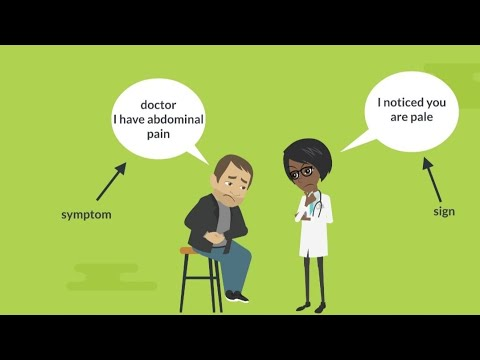 doctor
I have abdominal
pain
I noticed you
are pale
symptom
sign